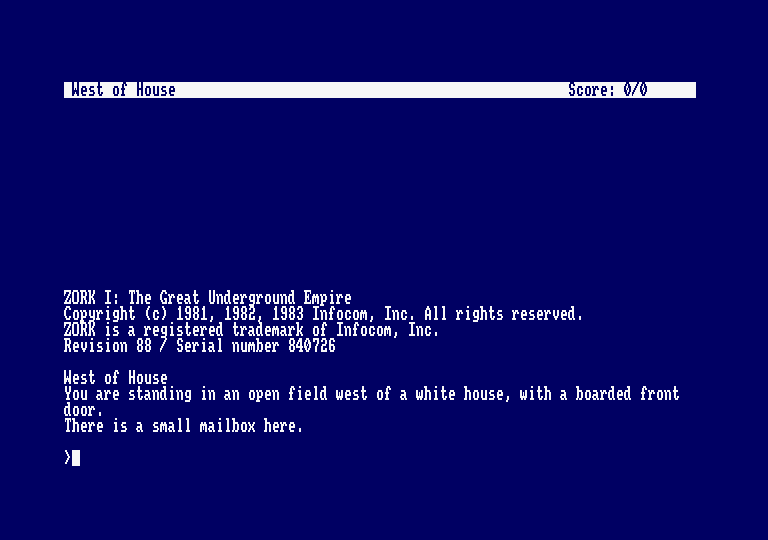 West of House Score: 0/0
ZORK I: The Great Underground Empire
Copyright (c) 1981, 1982, 1983 Infocom, Inc. All rights reserved.
ZORK is a registered trademark of Infocom, Inc.
Revision 88 / Serial number 840726
West of House
You are standing in an open field west of a white house, with a boarded front
door.
There is a small mailbox here.
>